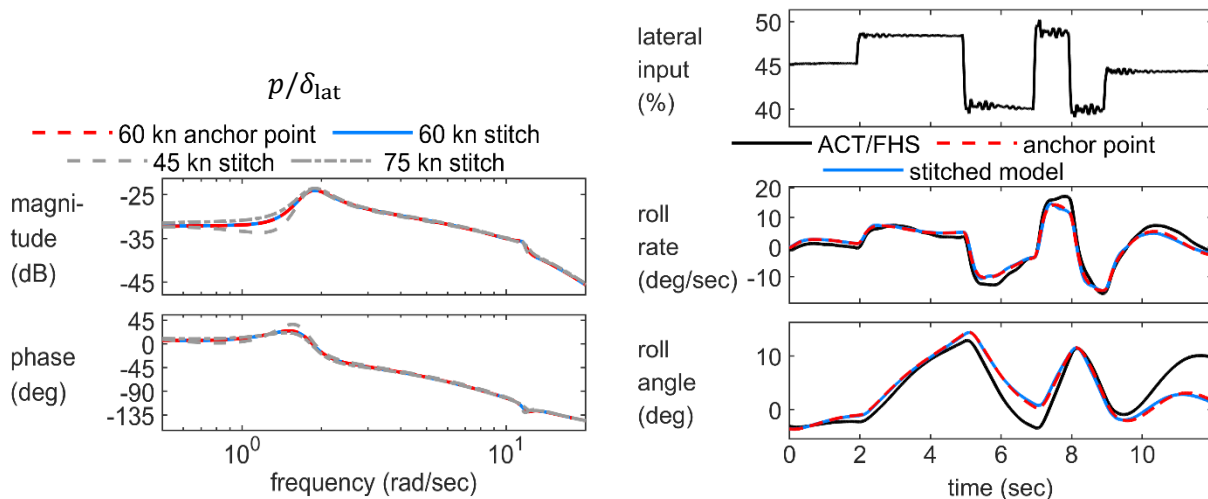 p/δlat
60 kn anchor point 60 kn stitch
45 kn stitch 75 kn stitch
magni-
tude
(dB)
-25
-35
-45
phase
(deg)
45
0
-45
-90
-135
10^0 10^1
frequency (rad/sec)
lateral
input
(%)
50
45
40
ACT/FHS anchor point
stitched model
roll
rate
(deg/sec)
20
10
0
-10
roll
angle
(deg)
10
0
0 2 4 6 8 10
time (sec)